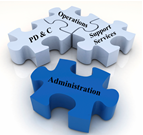 Operations
PD & C
Support
Services
Administration